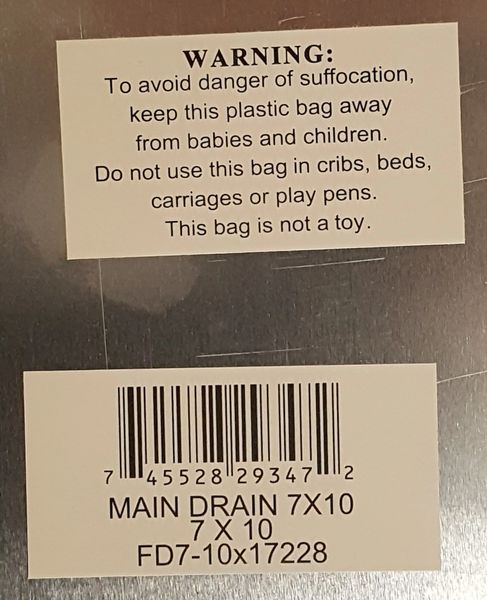 WARNING:
To avoid danger of suffocation,
keep this plastic bag away
from babies and children.
Do not use this bag in cribs, beds,
carriages or play pens.
This bag is not a toy.
7 45528 29347 2
MAIN DRAIN 7X10
7 X 10
FD7-10x17228